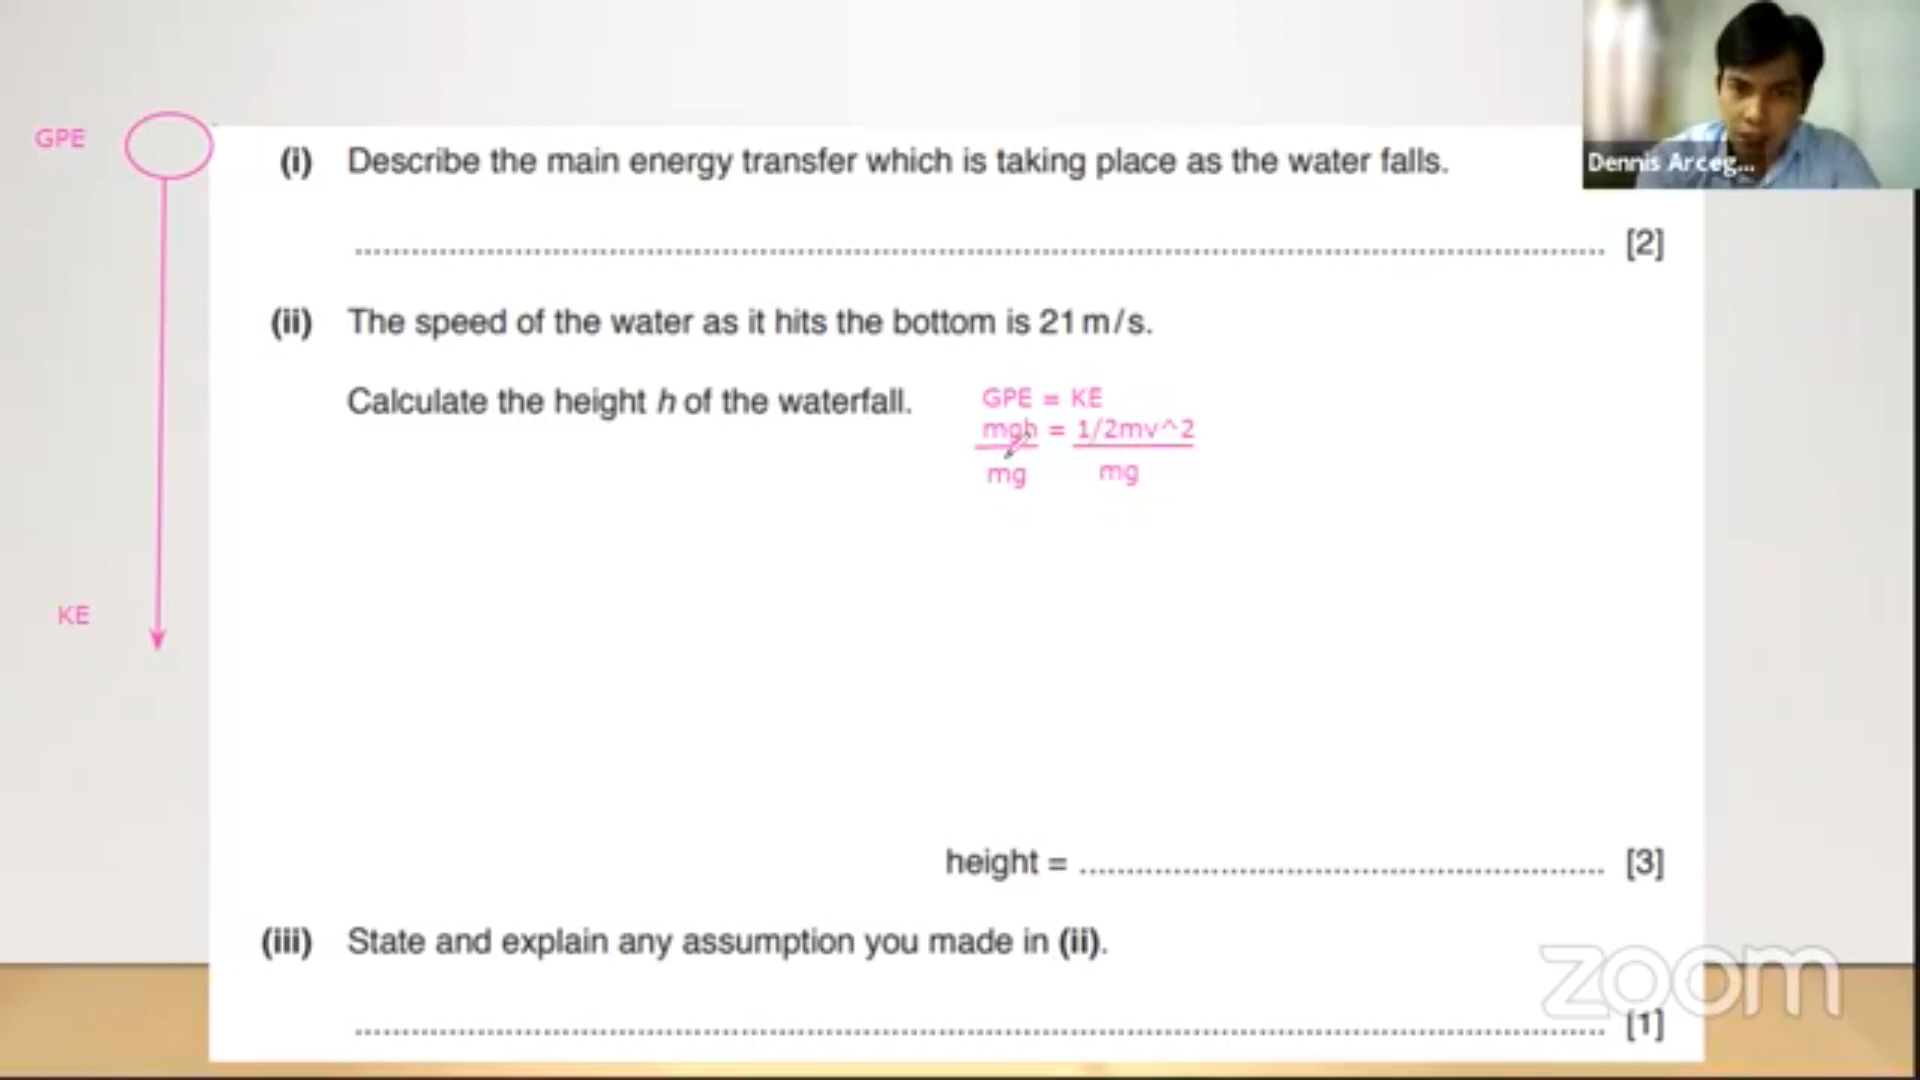 GPE
(i) Describe the main energy transfer which is taking place as the water falls.
Dennis Arceg...
[2]
(ii) The speed of the water as it hits the bottom is 21 m/s.
Calculate the height h of the waterfall.
GPE = KE
mgh = 1/2mv^2
mg mg
KE
height = [3]
(iii) State and explain any assumption you made in (ii).
[1]
zoom